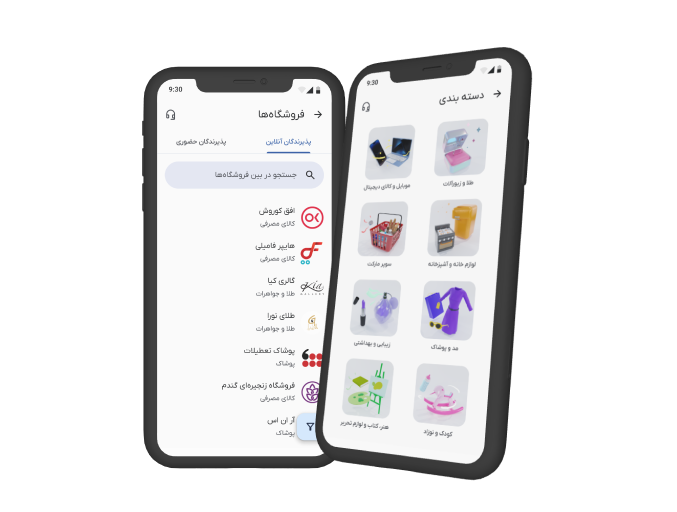 9:30
فروشگاه‌ها
پذیرندگان آنلاین
پذیرندگان حضوری
جستجو در بین فروشگاه‌ها
افق کوروش
کالای مصرفی
هایپر فامیلی
کالای مصرفی
گالری کیا
طلا و جواهرات
Kia
GALLERY
طلای نورا
طلا و جواهرات
پوشاک تعطیلات
پوشاک
فروشگاه زنجیره‌ای گندم
کالای مصرفی
آر ان اس
پوشاک
9:30
دسته بندی
طلا و زیورآلات
موبایل و کالای دیجیتال
لوازم خانه و آشپزخانه
سوپر مارکت
مد و پوشاک
زیبایی و بهداشتی
کودک و نوزاد
هنر، کتاب و لوازم تحریر